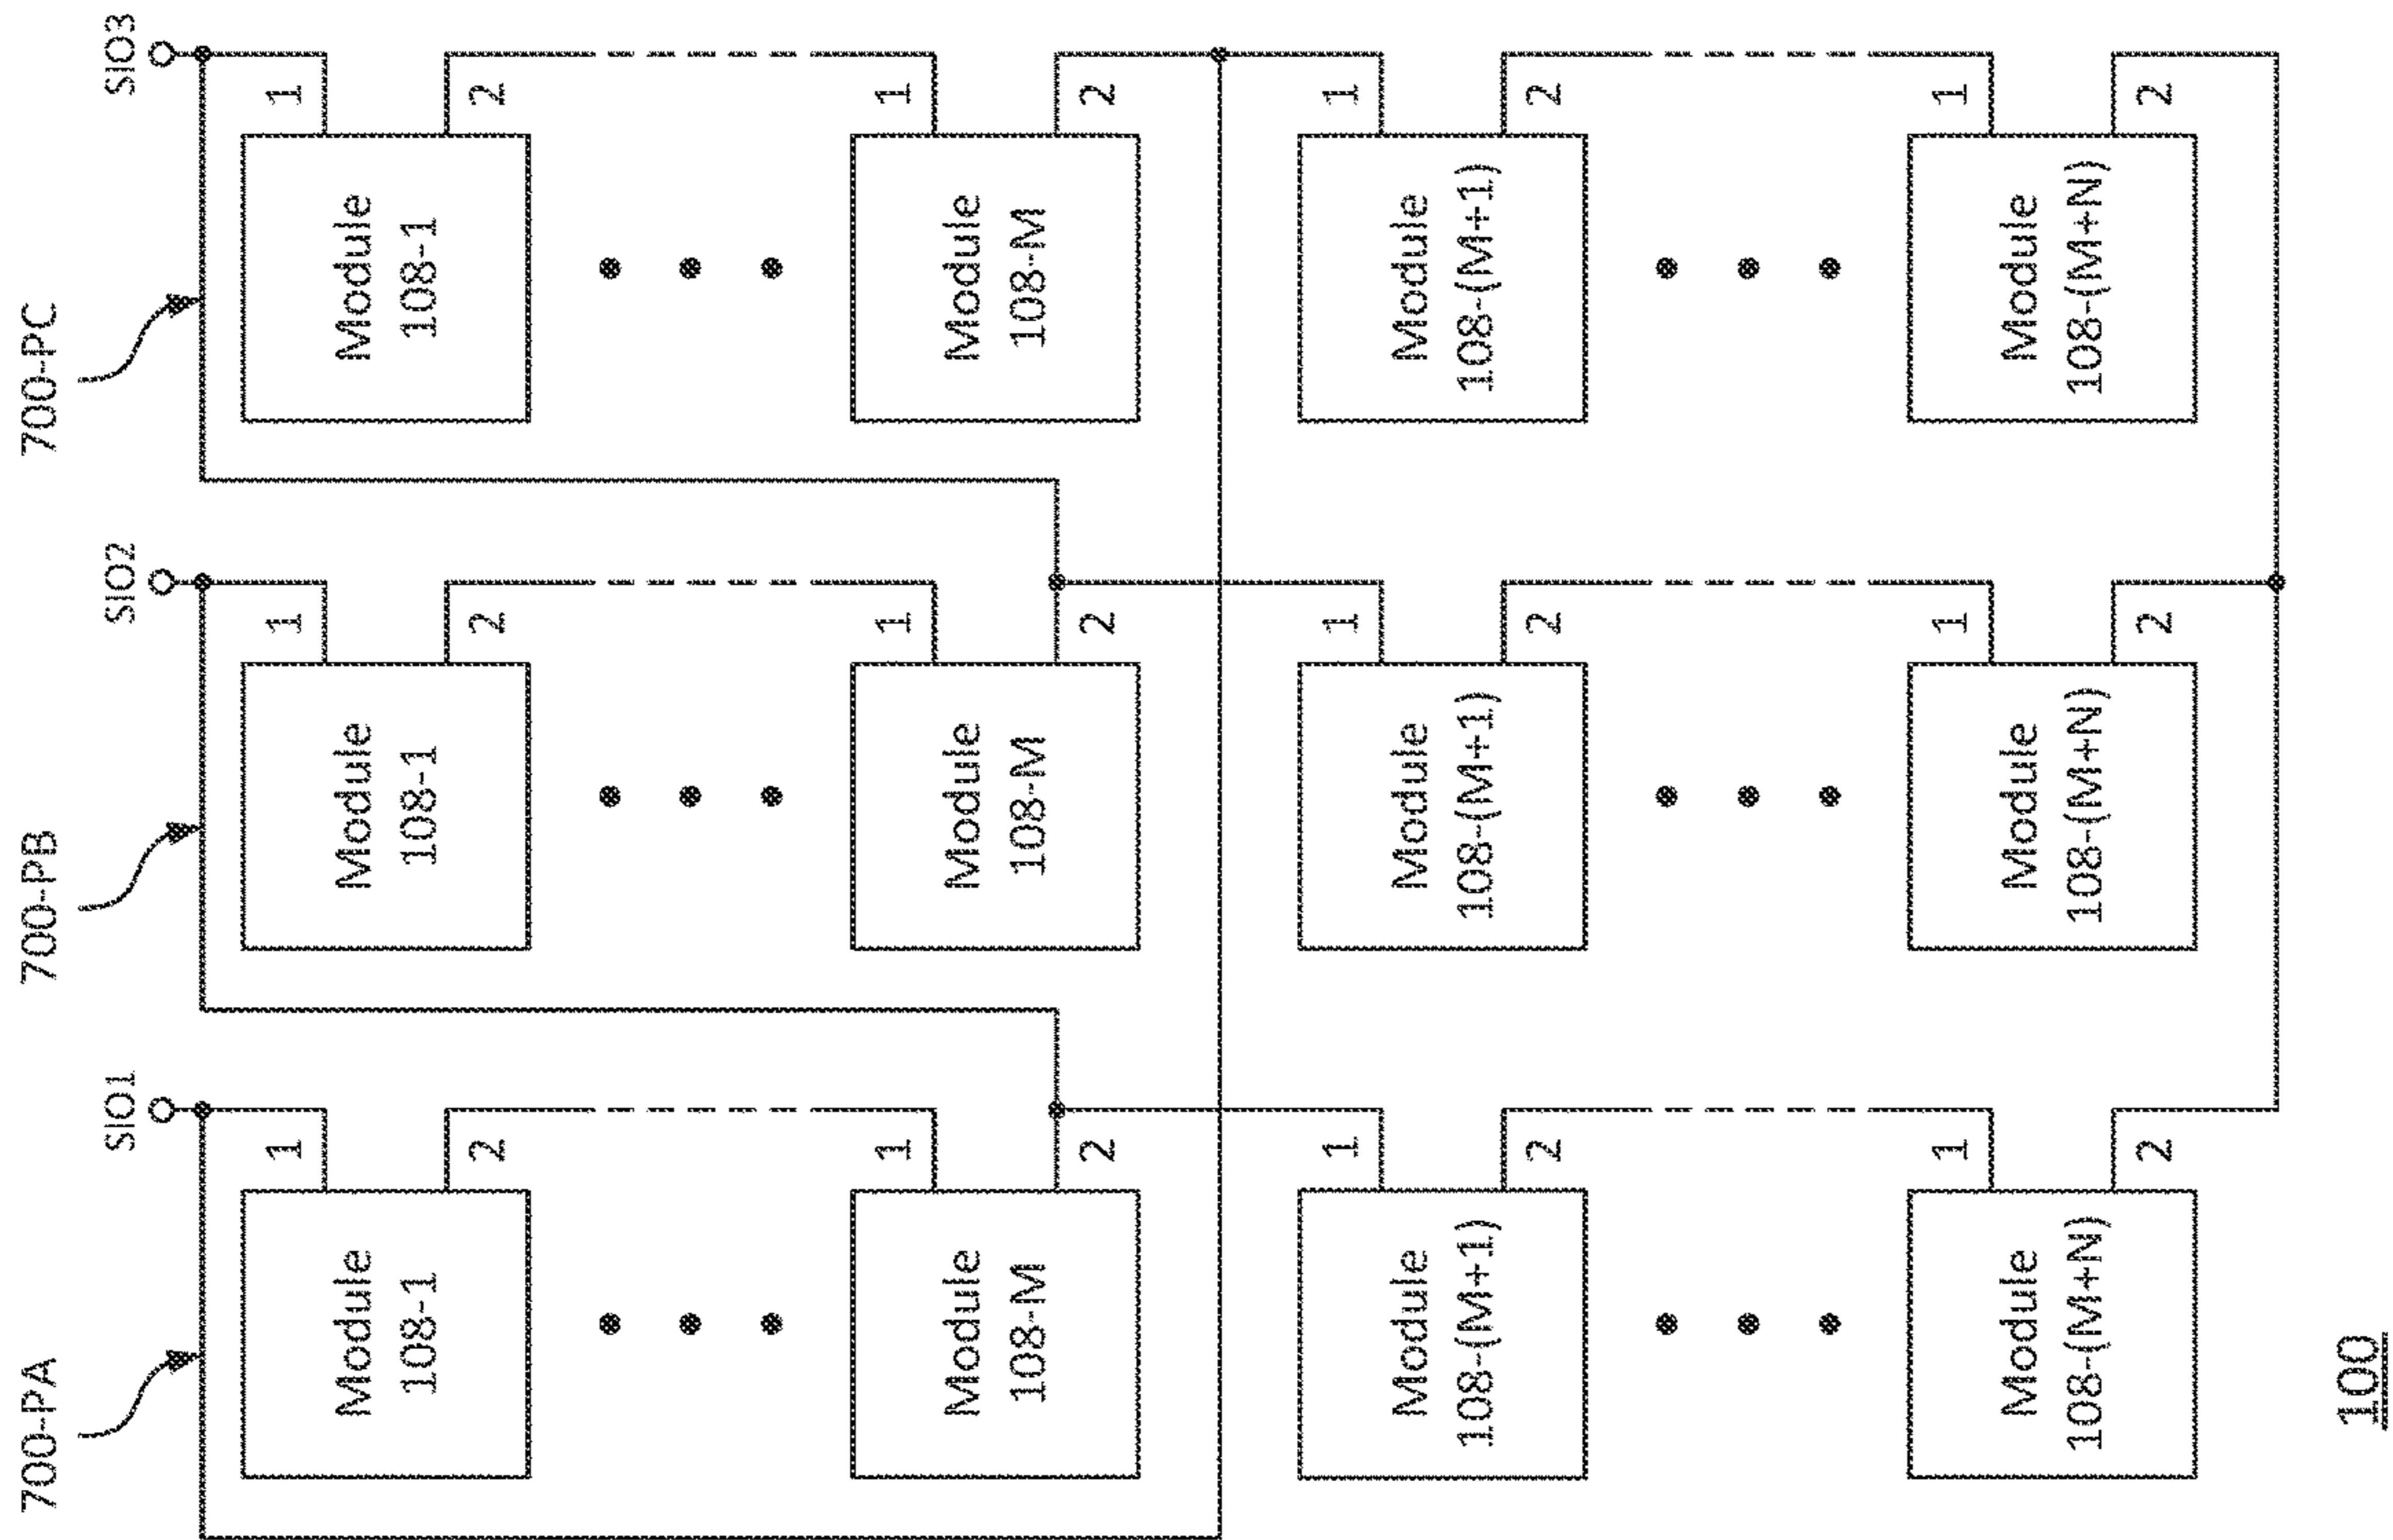 700-PA
700-PB
700-PC
SIO1
SIO2
SIO3
1
1
1
Module
108-1
Module
108-1
Module
108-1
2
2
2
1
1
1
Module
108-M
Module
108-M
Module
108-M
2
2
2
1
1
1
Module
108-(M+1)
Module
108-(M+1)
Module
108-(M+1)
2
2
2
1
1
1
Module
108-(M+N)
Module
108-(M+N)
Module
108-(M+N)
2
2
2
100